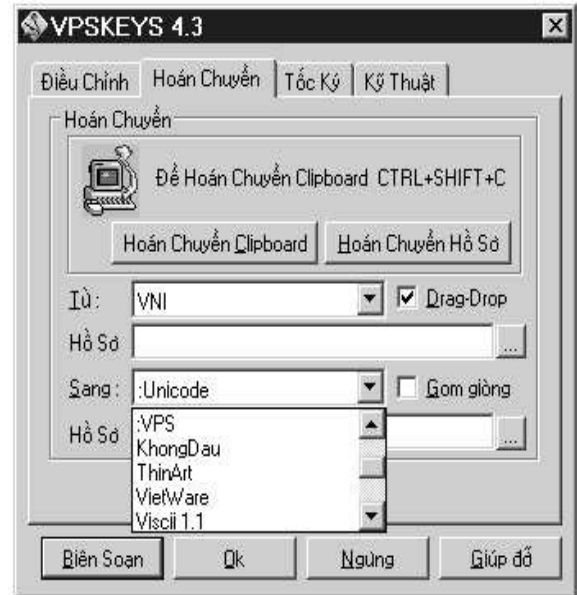 VPSKEYS 4.3
Điều Chỉnh Hoán Chuyển Tốc Ký Kỹ Thuật
Hoán Chuyển
Để Hoán Chuyển Clipboard CTRL+SHIFT+C
Hoán Chuyển Clipboard Hoán Chuyển Hồ Sơ
Từ: VNI Drag-Drop
Hồ Sơ ...
Sang: :Unicode Gom giòng
Hồ Sơ ...
:VPS
KhongDau
ThinArt
VietWare
Viscii 1.1
Biên Soạn Ok Ngừng Giúp đỡ